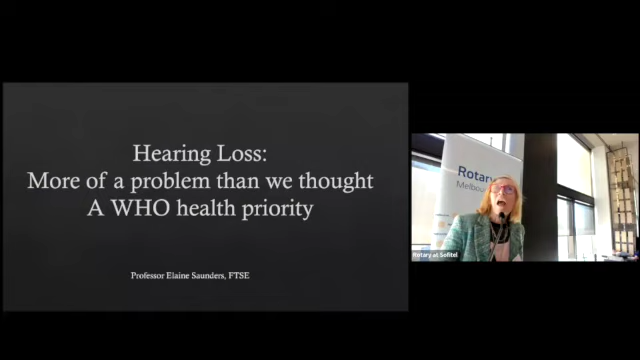 Hearing Loss:
More of a problem than we thought
A WHO health priority
Professor Elaine Saunders, FTSE
Rotary
Melbou
Rotary at Sofitel